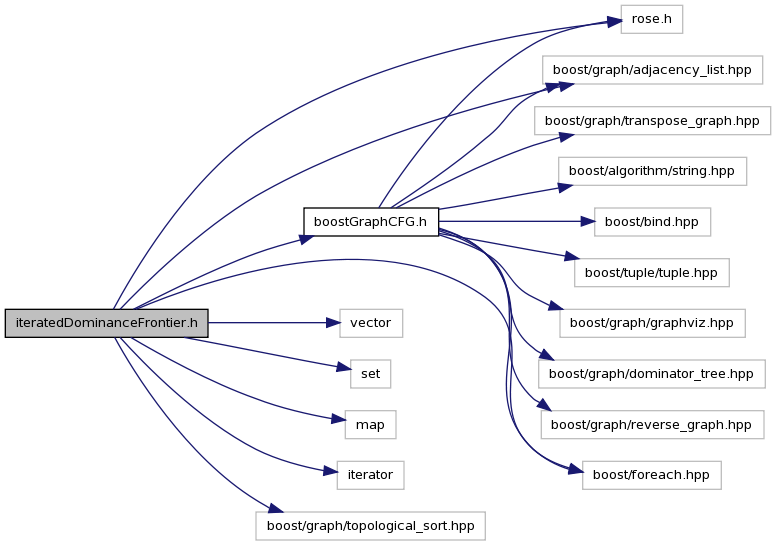 rose.h
boost/graph/adjacency_list.hpp
boost/graph/transpose_graph.hpp
boost/algorithm/string.hpp
boostGraphCFG.h
boost/bind.hpp
boost/tuple/tuple.hpp
iteratedDominanceFrontier.h
vector
boost/graph/graphviz.hpp
set
boost/graph/dominator_tree.hpp
map
boost/graph/reverse_graph.hpp
iterator
boost/foreach.hpp
boost/graph/topological_sort.hpp